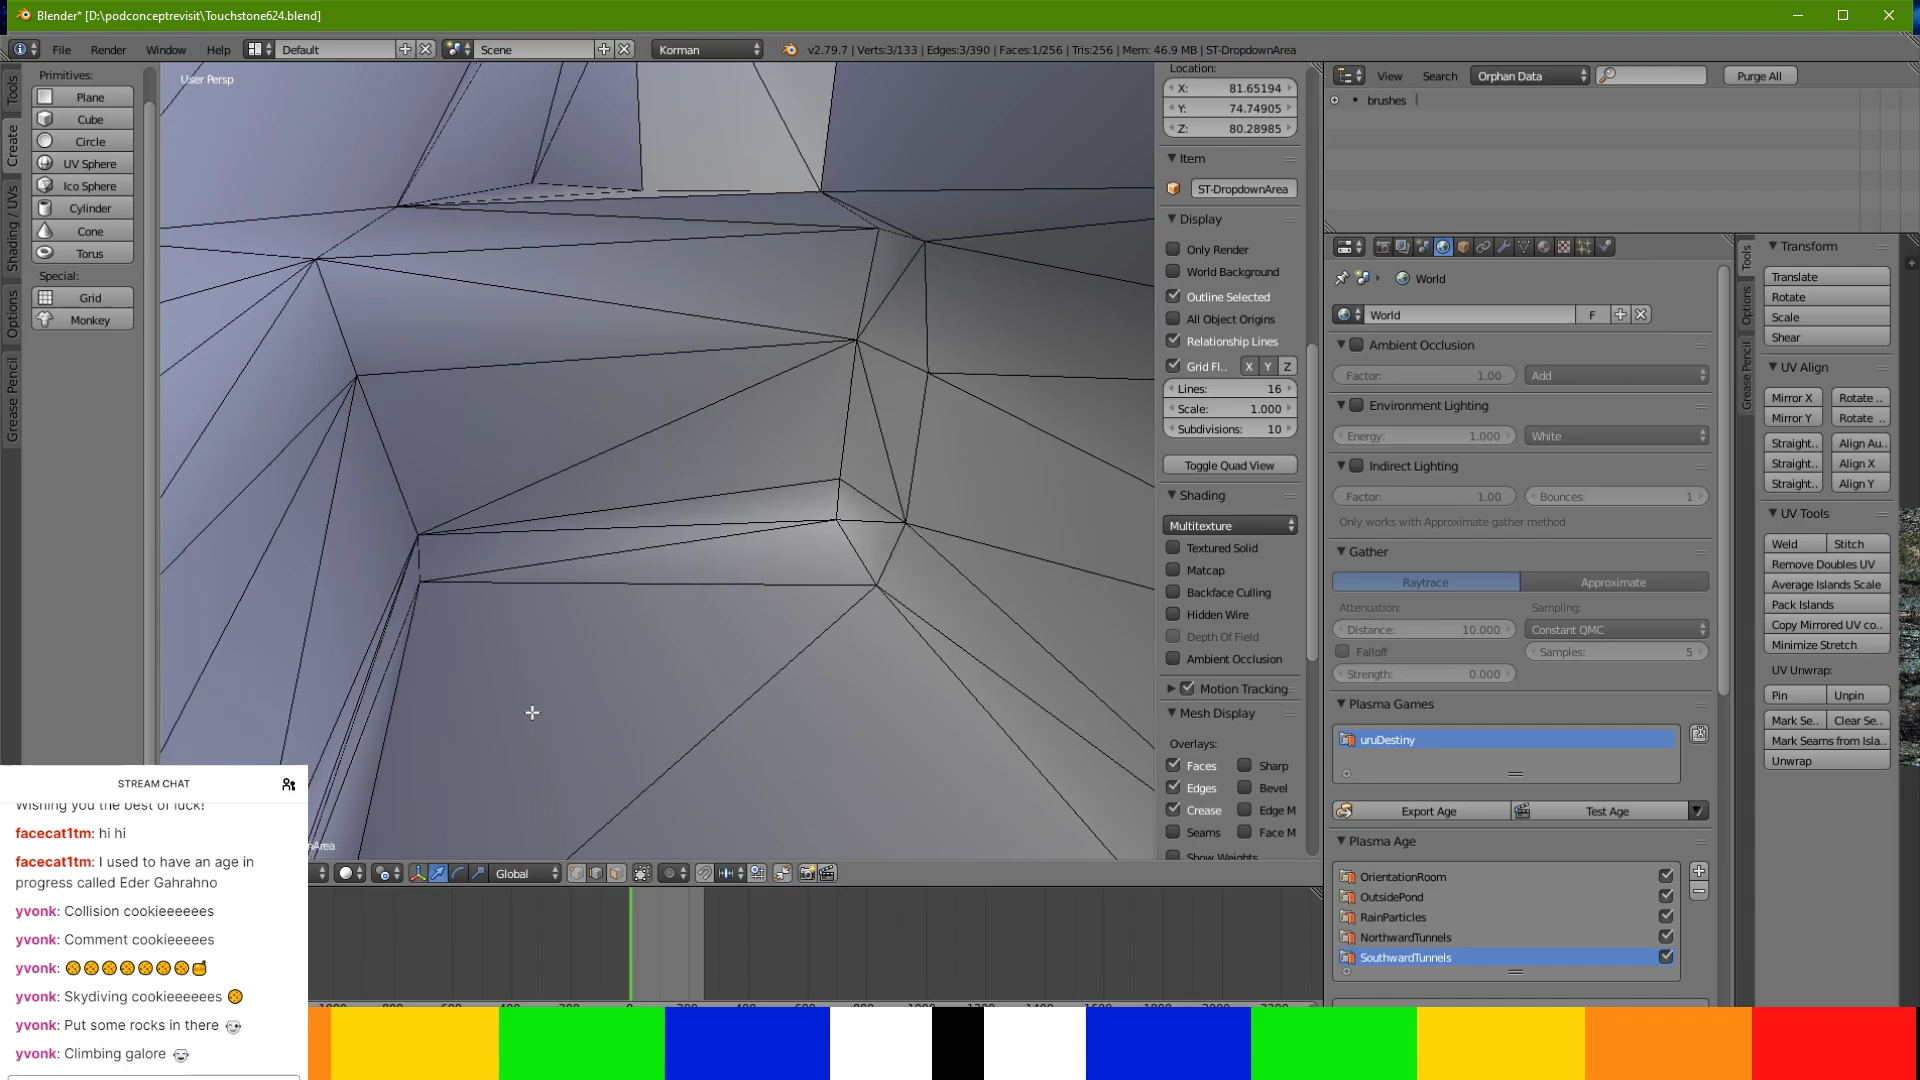 Blender* [D:\podconceptrevisit\Touchstone624.blend]
File Render Window Help Default Scene Korman v2.79.7 | Verts:3/133 | Edges:3/390 | Faces:1/256 | Tris:256 | Mem: 46.9 MB | ST-DropdownArea
Tools
Create
Shading / UVs
Options
Grease Pencil
Primitives:
Plane
Cube
Circle
UV Sphere
Ico Sphere
Cylinder
Cone
Torus
Special:
Grid
Monkey
User Persp
Location:
X: 81.65194
Y: 74.74905
Z: 80.28985
Item
ST-DropdownArea
Display
Only Render
World Background
Outline Selected
All Object Origins
Relationship Lines
Grid Fl.. X Y Z
Lines: 16
Scale: 1.000
Subdivisions: 10
Toggle Quad View
Shading
Multitexture
Textured Solid
Matcap
Backface Culling
Hidden Wire
Depth Of Field
Ambient Occlusion
Motion Tracking
Mesh Display
Overlays:
Faces Sharp
Edges Bevel
Crease Edge M
Seams Face M
Show Weights
Global
View Search Orphan Data Purge All
brushes
World
World F
Ambient Occlusion
Factor: 1.00 Add
Environment Lighting
Energy: 1.000 White
Indirect Lighting
Factor: 1.00 Bounces: 1
Only works with Approximate gather method
Gather
Raytrace Approximate
Attenuation: Sampling:
Distance: 10.000 Constant QMC
Falloff Samples: 5
Strength: 0.000
Plasma Games
uruDestiny
Export Age Test Age
Plasma Age
OrientationRoom
OutsidePond
RainParticles
NorthwardTunnels
SouthwardTunnels
Tools
Options
Grease Pencil
Transform
Translate
Rotate
Scale
Shear
UV Align
Mirror X Rotate ..
Mirror Y Rotate ..
Straight.. Align Au..
Straight.. Align X
Straight.. Align Y
UV Tools
Weld Stitch
Remove Doubles UV
Average Islands Scale
Pack Islands
Copy Mirrored UV co..
Minimize Stretch
UV Unwrap:
Pin Unpin
Mark Se.. Clear Se..
Mark Seams from Isla..
Unwrap
STREAM CHAT
Wishing you the best of luck!
facecat1tm: hi hi
facecat1tm: I used to have an age in
progress called Eder Gahrahno
yvonk: Collision cookieeeeees
yvonk: Comment cookieeeees
yvonk:
yvonk: Skydiving cookieeeeees
yvonk: Put some rocks in there
yvonk: Climbing galore